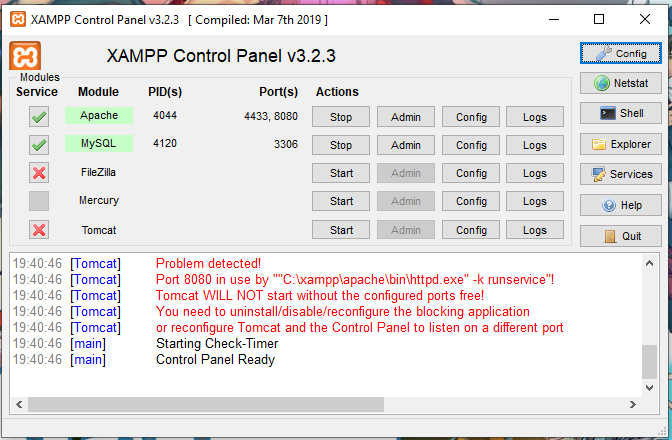 XAMPP Control Panel v3.2.3 [ Compiled: Mar 7th 2019 ]
XAMPP Control Panel v3.2.3
Config
Modules
Service Module PID(s) Port(s) Actions
Netstat
Apache 4044 4433, 8080 Stop Admin Config Logs
Shell
MySQL 4120 3306 Stop Admin Config Logs
Explorer
FileZilla Start Admin Config Logs
Services
Mercury Start Admin Config Logs
Help
Tomcat Start Admin Config Logs
Quit
19:40:46 [Tomcat] Problem detected!
19:40:46 [Tomcat] Port 8080 in use by ""C:\xampp\apache\bin\httpd.exe" -k runservice"!
19:40:46 [Tomcat] Tomcat WILL NOT start without the configured ports free!
19:40:46 [Tomcat] You need to uninstall/disable/reconfigure the blocking application
19:40:46 [Tomcat] or reconfigure Tomcat and the Control Panel to listen on a different port
19:40:46 [main] Starting Check-Timer
19:40:46 [main] Control Panel Ready